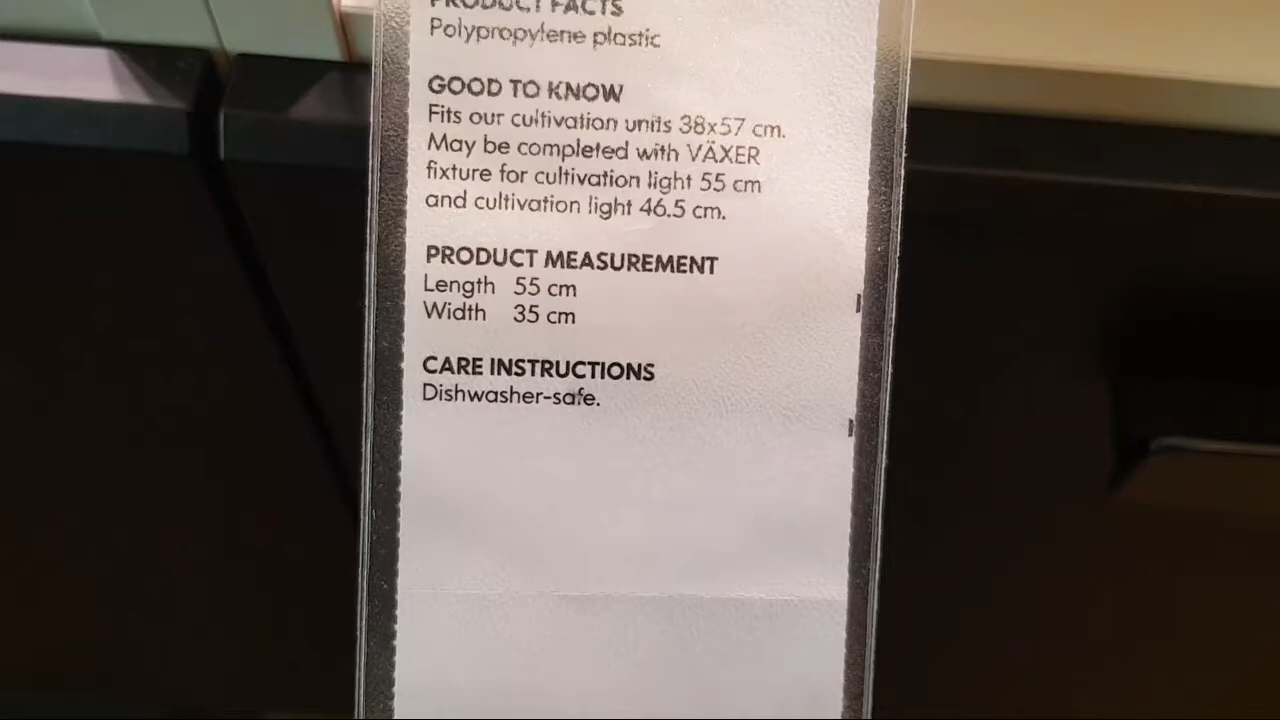 PRODUCT FACTS
Polypropylene plastic
GOOD TO KNOW
Fits our cultivation units 38x57 cm.
May be completed with VÄXER
fixture for cultivation light 55 cm
and cultivation light 46.5 cm.
PRODUCT MEASUREMENT
Length 55 cm
Width 35 cm
CARE INSTRUCTIONS
Dishwasher-safe.